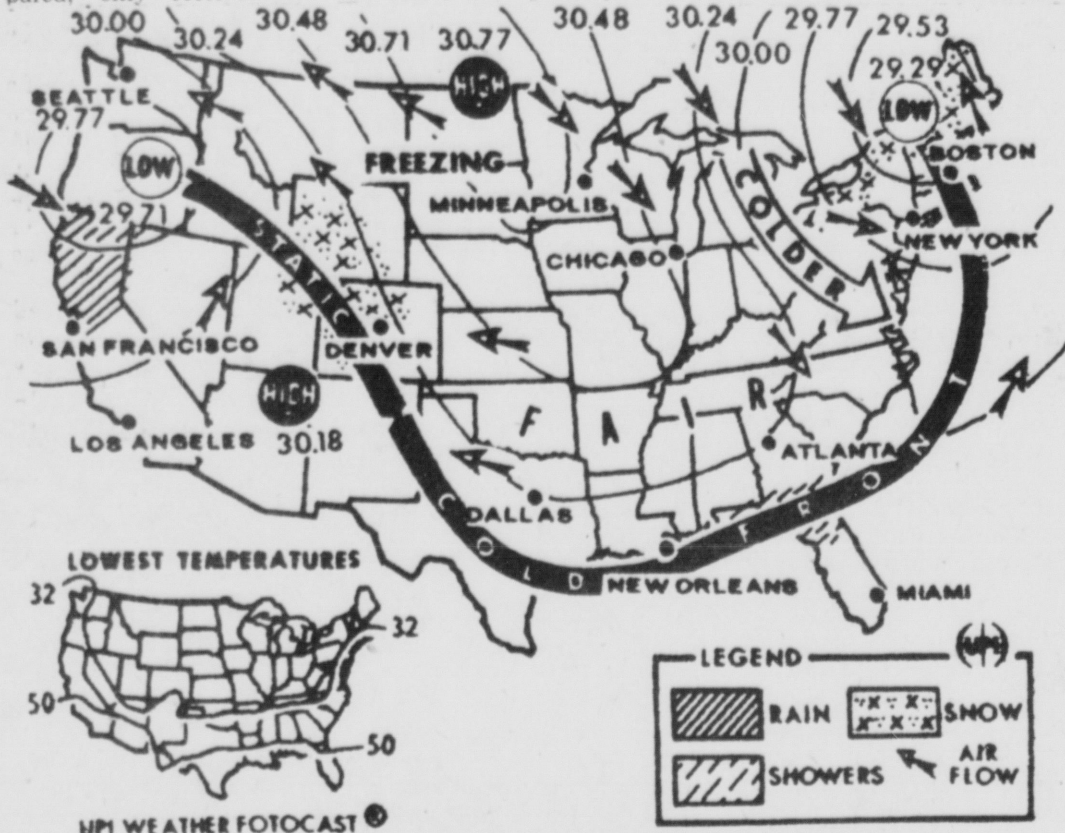 30.00
30.24
30.48
30.71
30.77
30.48
30.24
30.00
29.77
29.53
29.29
HIGH
LOW
SEATTLE
29.77
LOW
FREEZING
BOSTON
MINNEAPOLIS
29.71
COLDER
NEW YORK
STATIC
CHICAGO
SAN FRANCISCO
DENVER
HIGH
FAIR
LOS ANGELES
30.18
ATLANTA
DALLAS
COLD FRONT
NEW ORLEANS
MIAMI
LOWEST TEMPERATURES
32
32
50
50
LEGEND
UPI
RAIN
SNOW
SHOWERS
AIR
FLOW
UPI WEATHER FOTOCAST ®